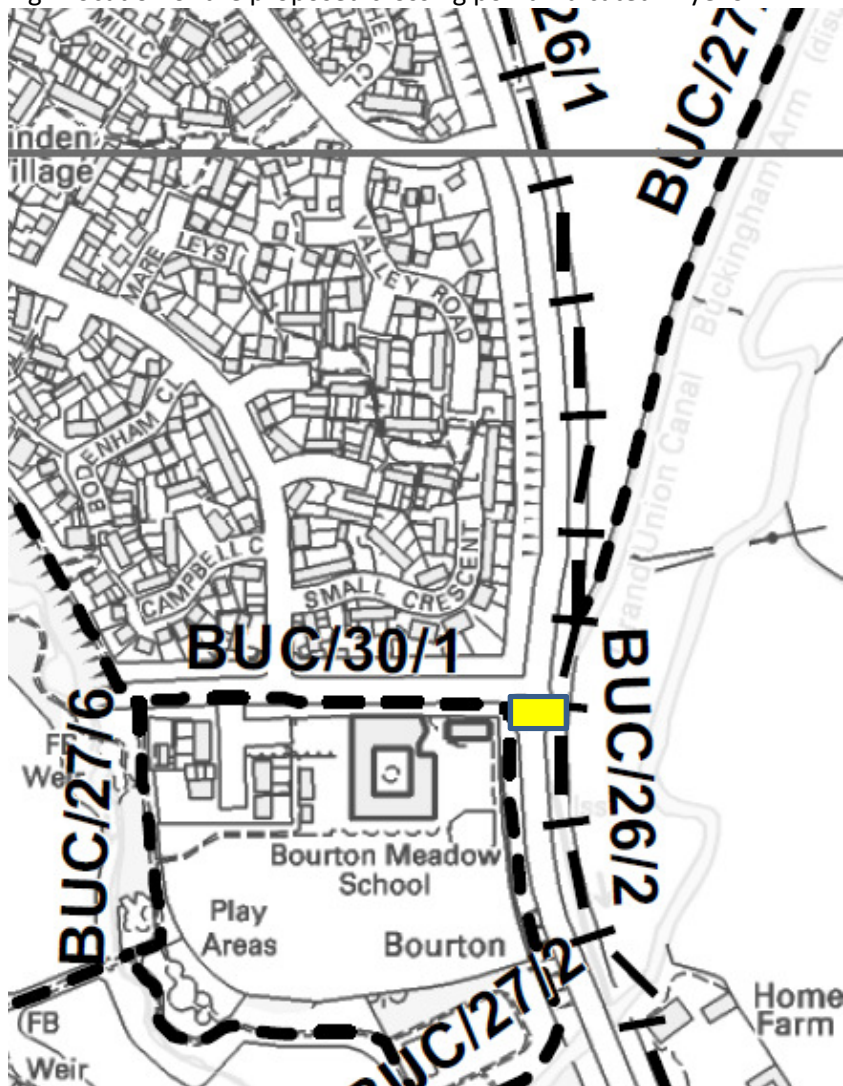 MILL C
HEY CL
26/1
BUC/27
Buckingham Arm
inden
illage
MARE LEYS
VALLEY ROAD
BODENHAM CL
CAMPBELL C
SMALL CRESCENT
rand Union Canal
BUC/30/1
BUC/26/2
BUC/27/6
FB
Weir
Bourton Meadow
School
Play
Areas
Bourton
BUC/27/2
Home
Farm
(FB
Weir